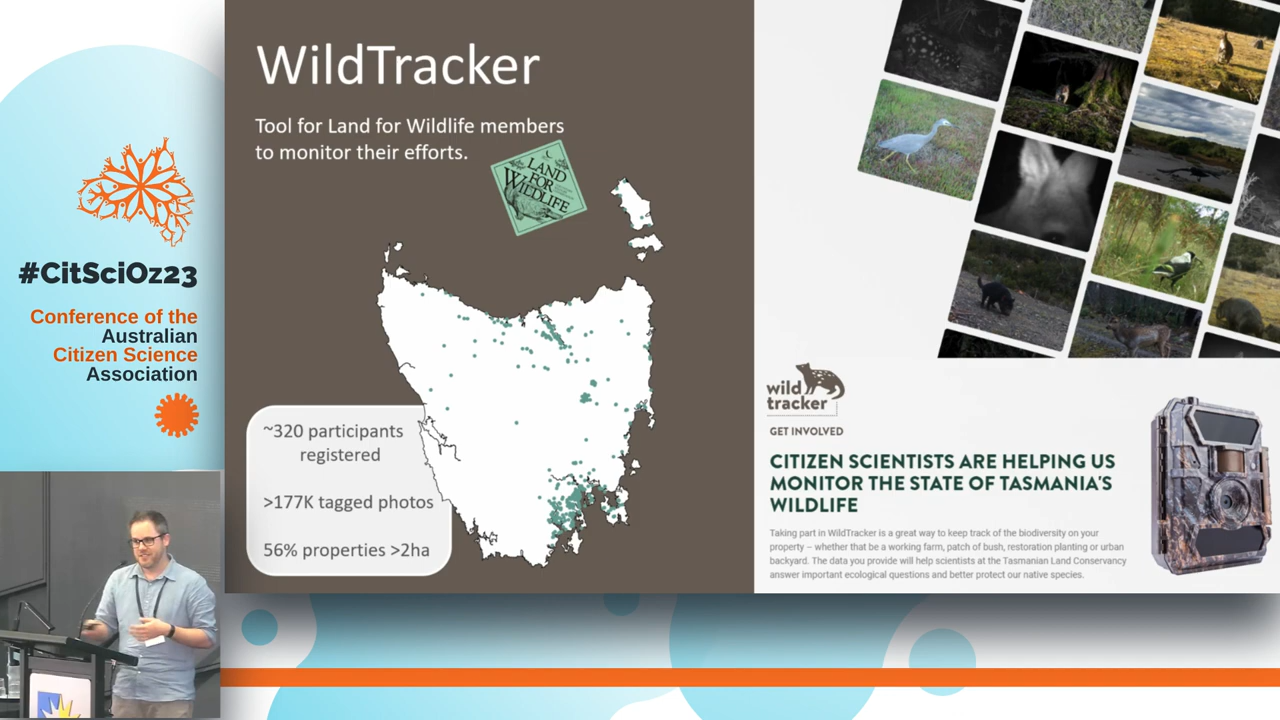 #CitSciOz23
Conference of the
Australian
Citizen Science
Association
WildTracker
Tool for Land for Wildlife members
to monitor their efforts.
LAND
FOR
WILDLIFE
~320 participants
registered
>177K tagged photos
56% properties >2ha
wild
tracker
GET INVOLVED
CITIZEN SCIENTISTS ARE HELPING US
MONITOR THE STATE OF TASMANIA'S
WILDLIFE
Taking part in WildTracker is a great way to keep track of the biodiversity on your
property – whether that be a working farm, patch of bush, restoration planting or urban
backyard. The data you provide will help scientists at the Tasmanian Land Conservancy
answer important ecological questions and better protect our native species.